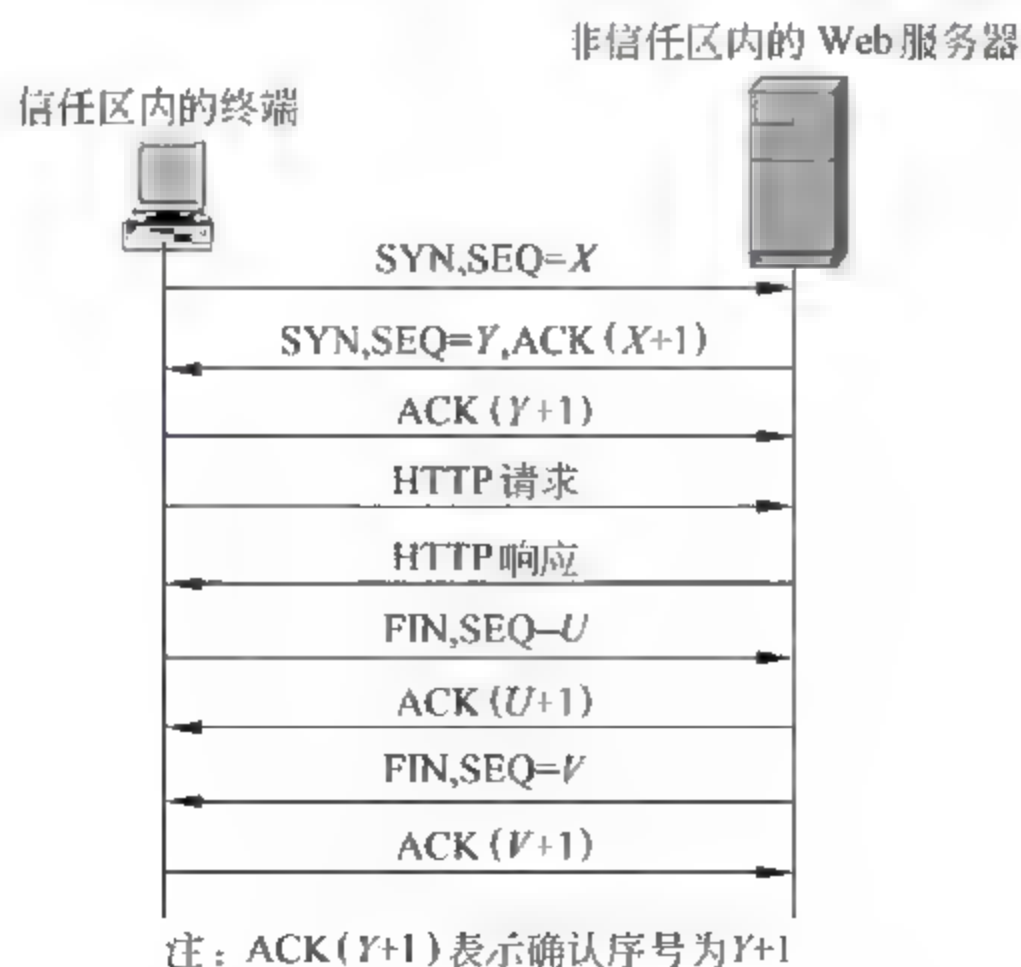 非信任区内的 Web服务器
信任区内的终端
SYN,SEQ=X
SYN,SEQ=Y,ACK(X+1)
ACK(Y+1)
HTTP请求
HTTP响应
FIN,SEQ=U
ACK(U+1)
FIN,SEQ=V
ACK(V+1)
注：ACK(Y+1)表示确认序号为Y+1